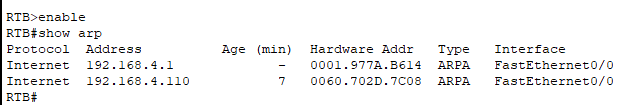 RTB>enable
RTB#show arp
Protocol  Address          Age (min)  Hardware Addr   Type   Interface
Internet  192.168.4.1             -   0001.977A.B614  ARPA   FastEthernet0/0
Internet  192.168.4.110           7   0060.702D.7C08  ARPA   FastEthernet0/0
RTB#